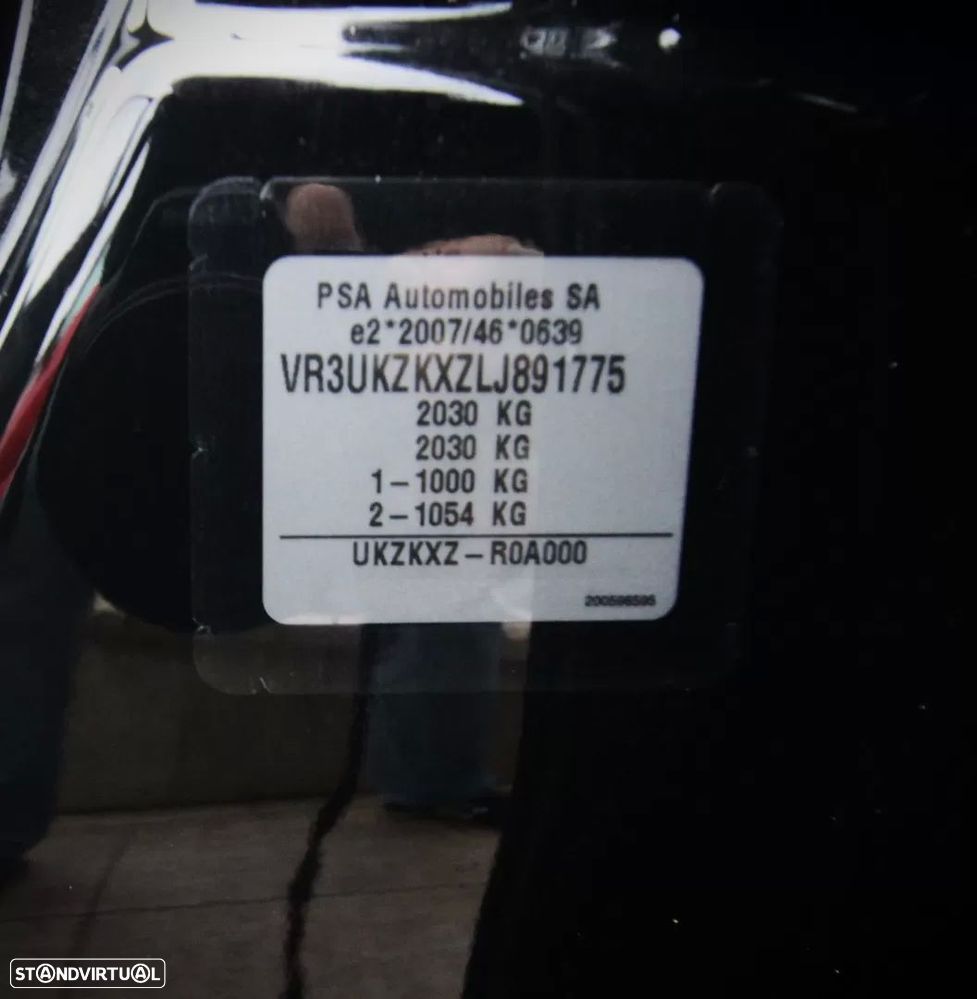 PSA Automobiles SA
e2*2007/46*0639
VR3UKZKXZLJ891775
2030 KG
2030 KG
1-1000 KG
2-1054 KG
UKZKXZ-R0A000
200598595
STANDVIRTUAL